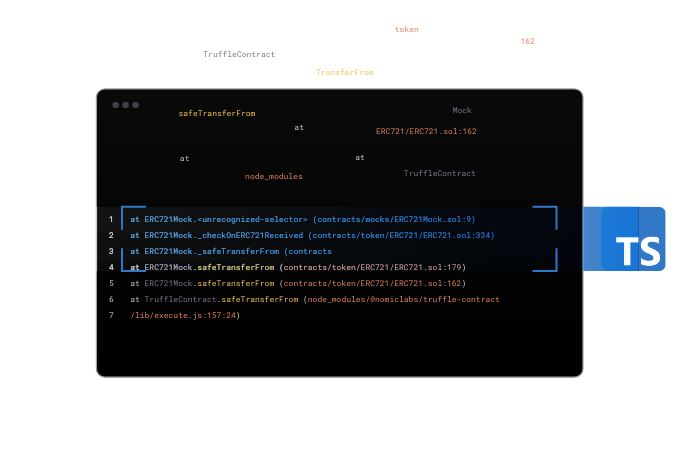 token
162
TruffleContract
TransferFrom
Mock
safeTransferFrom
at
ERC721/ERC721.sol:162
at
at
node_modules
TruffleContract
1 at ERC721Mock.<unrecognized-selector> (contracts/mocks/ERC721Mock.sol:9)
2 at ERC721Mock._checkOnERC721Received (contracts/token/ERC721/ERC721.sol:334)
3 at ERC721Mock._safeTransferFrom (contracts
4 at ERC721Mock.safeTransferFrom (contracts/token/ERC721/ERC721.sol:179)
5 at ERC721Mock.safeTransferFrom (contracts/token/ERC721/ERC721.sol:162)
6 at TruffleContract.safeTransferFrom (node_modules/@nomiclabs/truffle-contract
7 /lib/execute.js:157:24)
TS